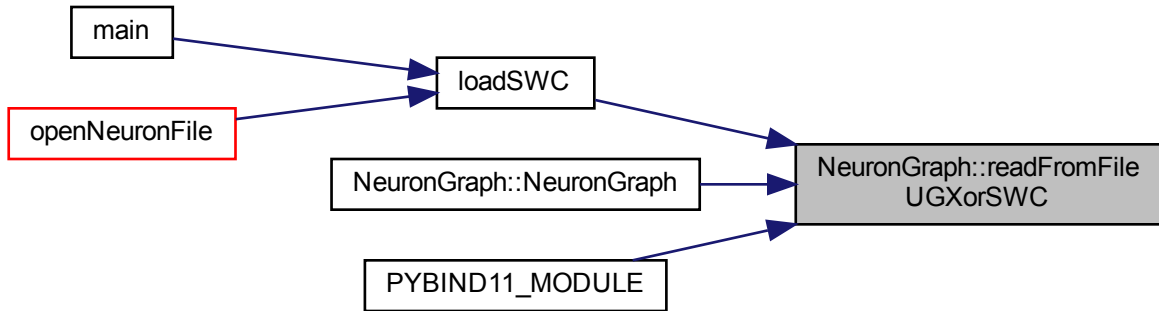 main
loadSWC
openNeuronFile
NeuronGraph::readFromFile
UGXorSWC
NeuronGraph::NeuronGraph
PYBIND11_MODULE